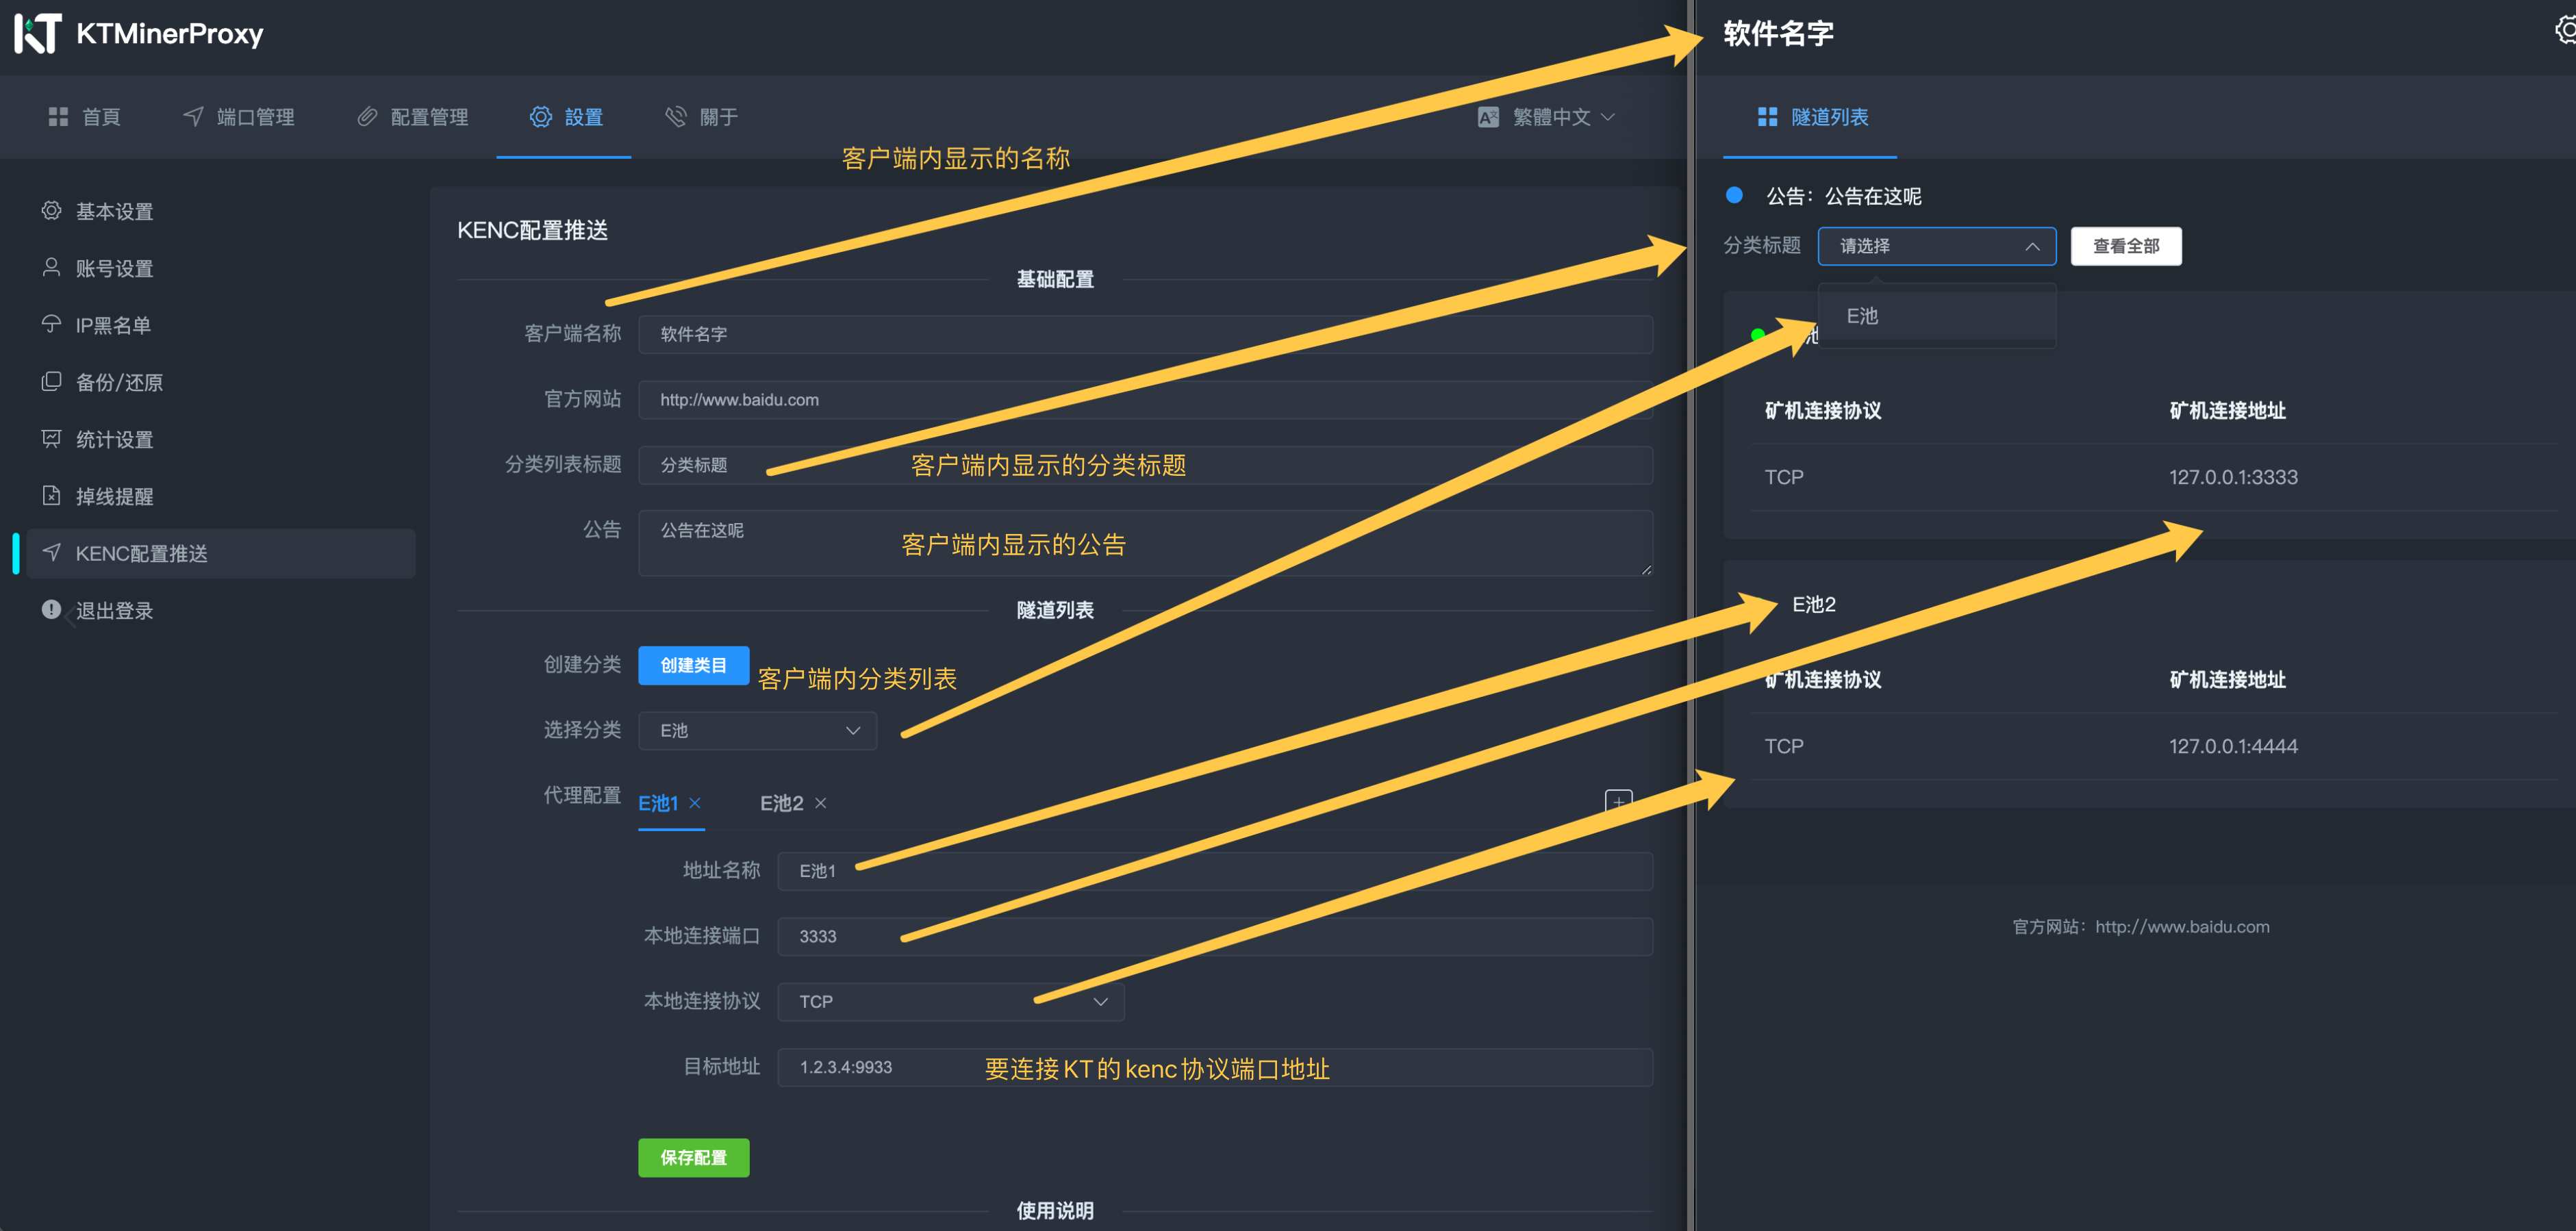 KTMinerProxy
首頁
端口管理
配置管理
設置
關于
繁體中文
客户端内显示的名称
基本设置
账号设置
IP黑名单
备份/还原
统计设置
掉线提醒
KENC配置推送
退出登录
KENC配置推送
基础配置
客户端名称
软件名字
官方网站
http://www.baidu.com
分类列表标题
分类标题
客户端内显示的分类标题
公告
公告在这呢
客户端内显示的公告
隧道列表
创建分类
创建类目
客户端内分类列表
选择分类
E池
代理配置
E池1
E池2
地址名称
E池1
本地连接端口
3333
本地连接协议
TCP
目标地址
1.2.3.4:9933
要连接KT的kenc协议端口地址
保存配置
使用说明
软件名字
隧道列表
公告：公告在这呢
分类标题
请选择
查看全部
E池
池
矿机连接协议
矿机连接地址
TCP
127.0.0.1:3333
E池2
矿机连接协议
矿机连接地址
TCP
127.0.0.1:4444
官方网站：http://www.baidu.com